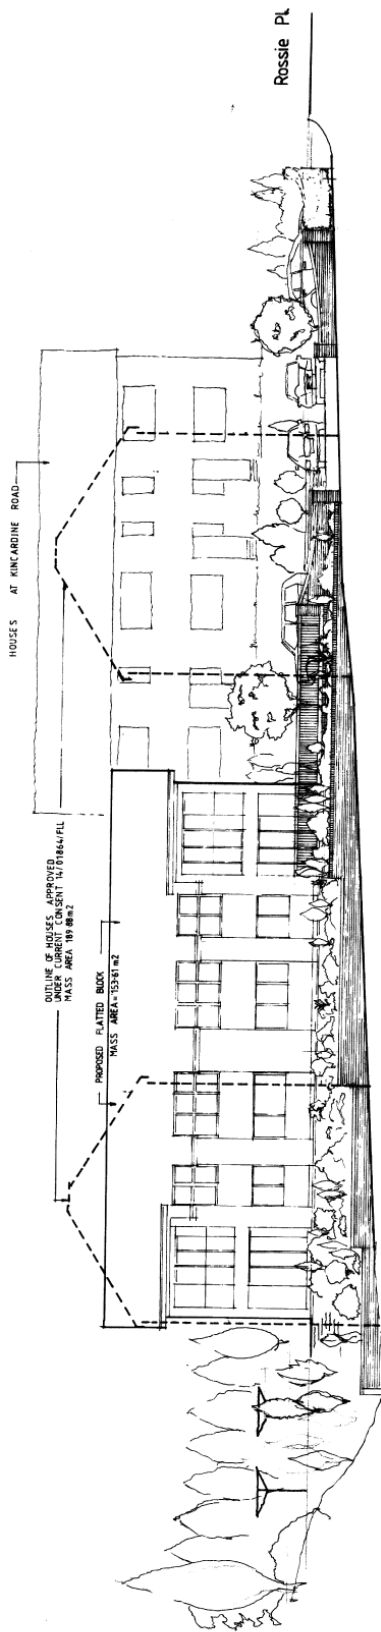 HOUSES AT KINCARDINE ROAD
OUTLINE OF HOUSES APPROVED
UNDER CURRENT CONSENT 14/01864/FLL
MASS AREA 189·88m2
PROPOSED FLATTED BLOCK
MASS AREA = 153·61 m2
Rossie Pl.